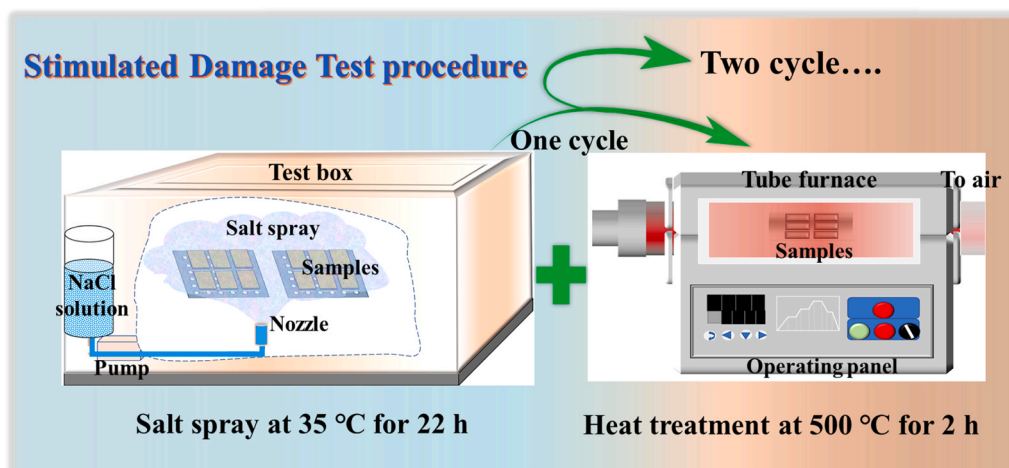 Stimulated Damage Test procedure
Two cycle....
One cycle
Test box
Salt spray
Samples
NaCl
solution
Nozzle
Pump
Tube furnace
To air
Samples
Operating panel
Salt spray at 35 ℃ for 22 h
Heat treatment at 500 ℃ for 2 h